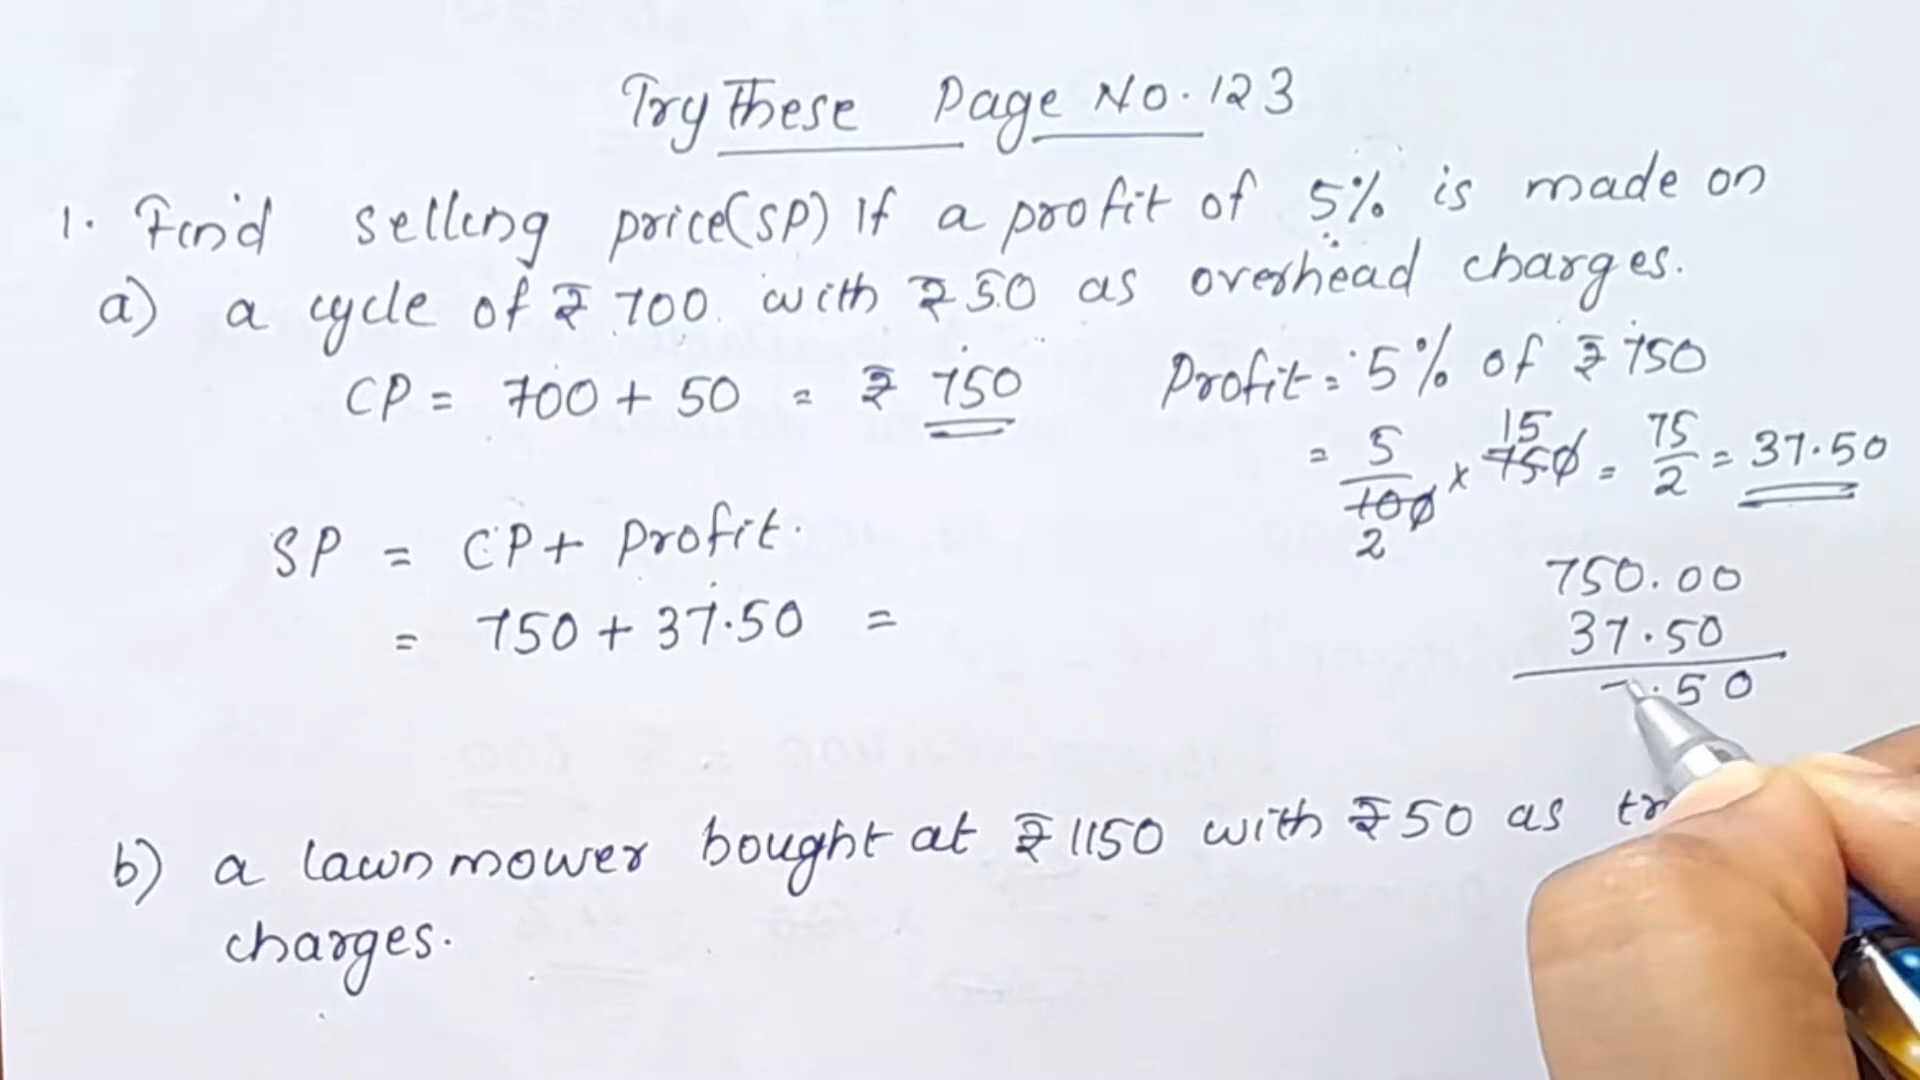 Try These Page No. 123
1. Find selling price(SP) If a profit of 5% is made on
a) a cycle of ₹ 700 with ₹ 50 as overhead charges.
CP = 700 + 50 = ₹ 750
Profit = 5% of ₹ 750
= 5/100 × 750 = 75/2 = 37.50
15
2
SP = CP + Profit.
= 750 + 37.50 =
750.00
37.50
.50
b) a lawn mower bought at ₹ 1150 with ₹ 50 as
charges.